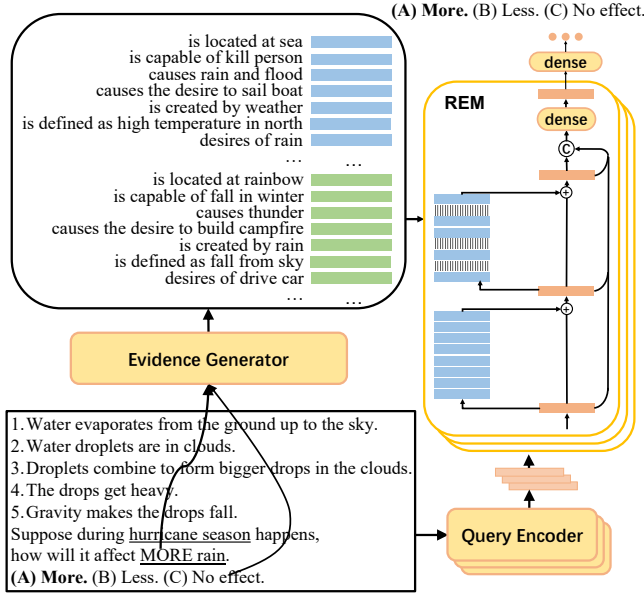 (A) More. (B) Less. (C) No effect.
is located at sea
is capable of kill person
causes rain and flood
causes the desire to sail boat
is created by weather
is defined as high temperature in north
desires of rain
... ...
is located at rainbow
is capable of fall in winter
causes thunder
causes the desire to build campfire
is created by rain
is defined as fall from sky
desires of drive car
... ...
REM
dense
dense
C
+
+
Evidence Generator
1. Water evaporates from the ground up to the sky.
2. Water droplets are in clouds.
3. Droplets combine to form bigger drops in the clouds.
4. The drops get heavy.
5. Gravity makes the drops fall.
Suppose during hurricane season happens,
how will it affect MORE rain.
(A) More. (B) Less. (C) No effect.
Query Encoder